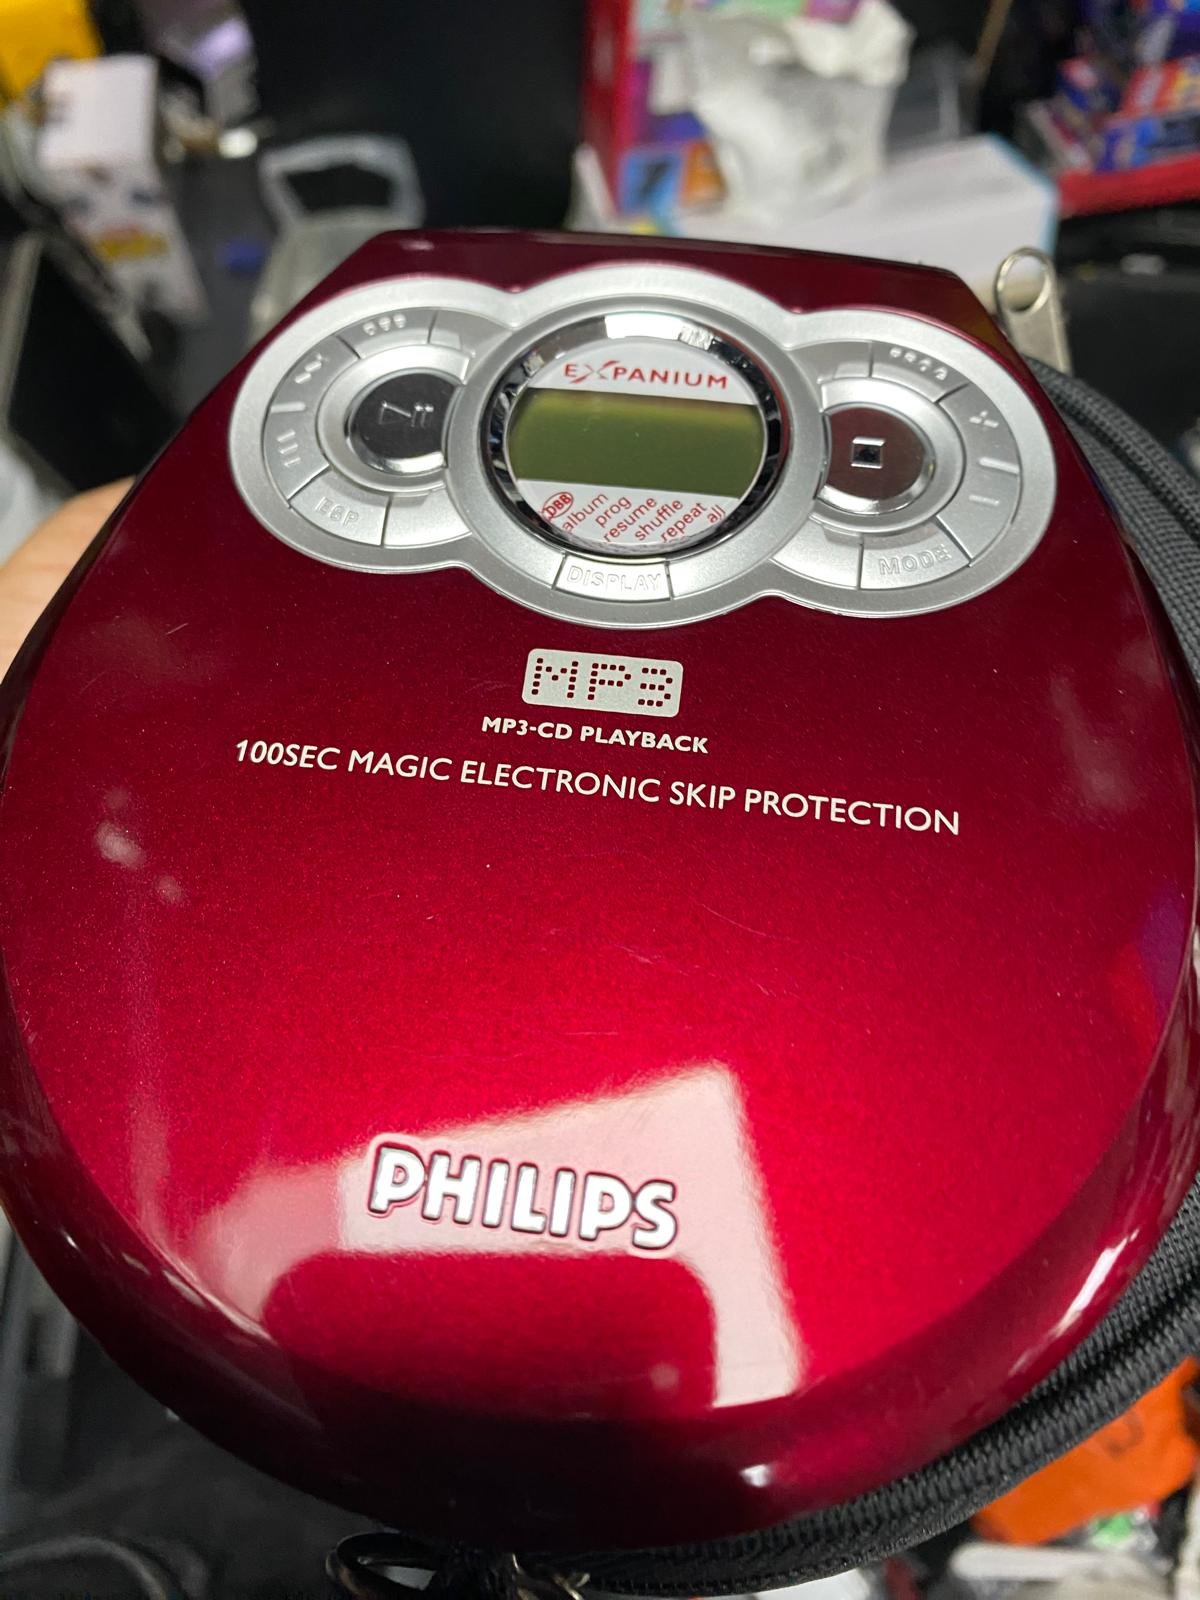 EXPANIUM
DBB
album
prog
resume
shuffle
repeat
all
PROG
ESP
DISPLAY
MODE
MP3
MP3-CD PLAYBACK
100SEC MAGIC ELECTRONIC SKIP PROTECTION
PHILIPS